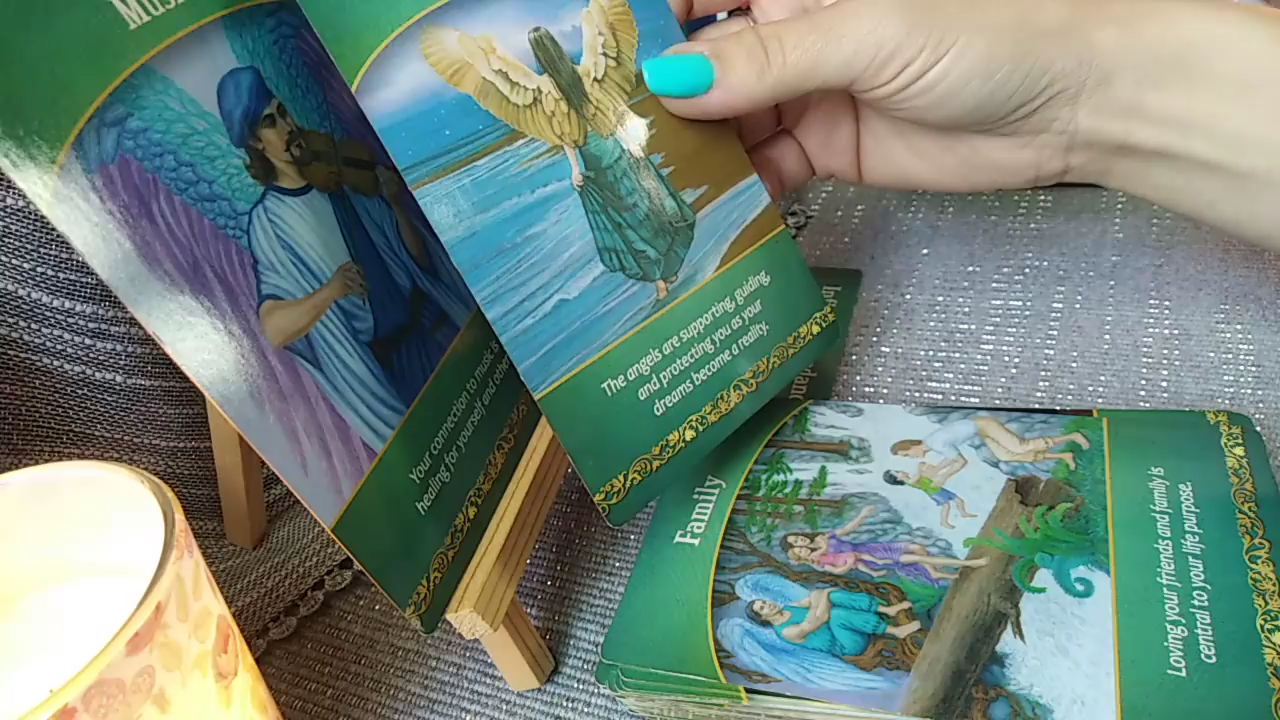 Your connection to music is
healing for yourself and othe
The angels are supporting, guiding,
and protecting you as your
dreams become a reality.
Family
Loving your friends and family is
central to your life purpose.